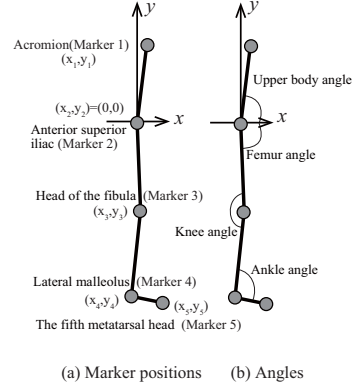 y
Acromion(Marker 1)
(x₁,y₁)
(x₂,y₂)=(0,0)
x
Anterior superior
iliac (Marker 2)
Head of the fibula (Marker 3)
(x₃,y₃)
Lateral malleolus (Marker 4)
(x₄,y₄)
(x₅,y₅)
The fifth metatarsal head (Marker 5)
(a) Marker positions
y
Upper body angle
x
Femur angle
Knee angle
Ankle angle
(b) Angles